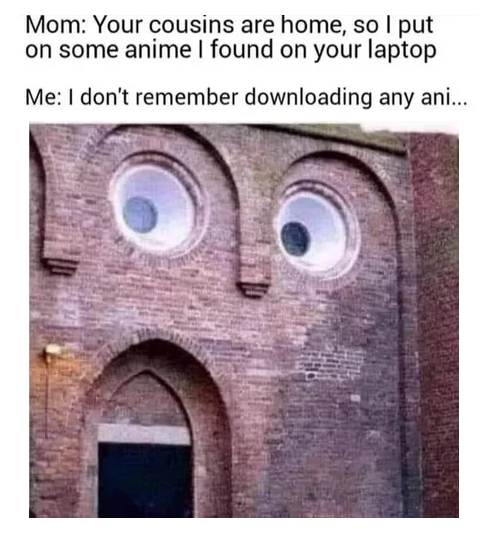 Mom: Your cousins are home, so I put
on some anime I found on your laptop
Me: I don't remember downloading any ani...